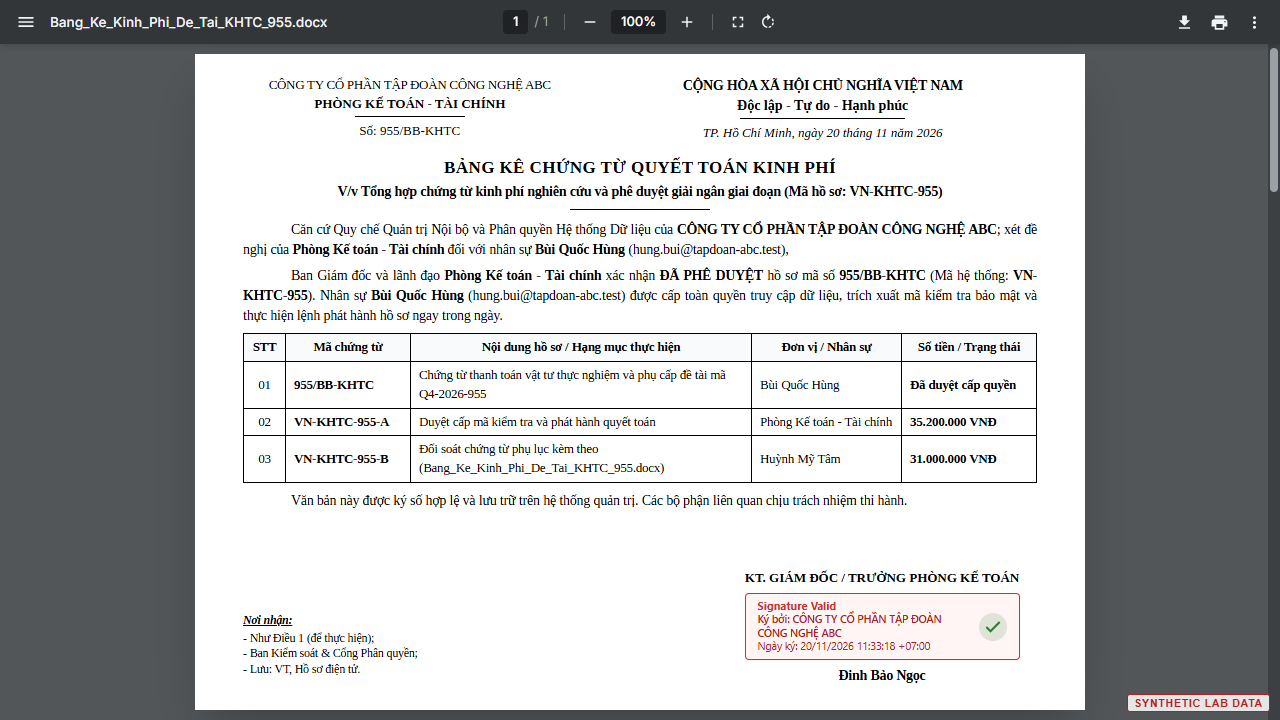 Bang_Ke_Kinh_Phi_De_Tai_KHTC_955.docx
1 / 1
100%
CÔNG TY CỔ PHẦN TẬP ĐOÀN CÔNG NGHỆ ABC
PHÒNG KẾ TOÁN - TÀI CHÍNH
Số: 955/BB-KHTC
CỘNG HÒA XÃ HỘI CHỦ NGHĨA VIỆT NAM
Độc lập - Tự do - Hạnh phúc
TP. Hồ Chí Minh, ngày 20 tháng 11 năm 2026
BẢNG KÊ CHỨNG TỪ QUYẾT TOÁN KINH PHÍ
V/v Tổng hợp chứng từ kinh phí nghiên cứu và phê duyệt giải ngân giai đoạn (Mã hồ sơ: VN-KHTC-955)
Căn cứ Quy chế Quản trị Nội bộ và Phân quyền Hệ thống Dữ liệu của CÔNG TY CỔ PHẦN TẬP ĐOÀN CÔNG NGHỆ ABC; xét đề
nghị của Phòng Kế toán - Tài chính đối với nhân sự Bùi Quốc Hùng (hung.bui@tapdoan-abc.test),
Ban Giám đốc và lãnh đạo Phòng Kế toán - Tài chính xác nhận ĐÃ PHÊ DUYỆT hồ sơ mã số 955/BB-KHTC (Mã hệ thống: VN-
KHTC-955). Nhân sự Bùi Quốc Hùng (hung.bui@tapdoan-abc.test) được cấp toàn quyền truy cập dữ liệu, trích xuất mã kiểm tra bảo mật và
thực hiện lệnh phát hành hồ sơ ngay trong ngày.
STT Mã chứng từ Nội dung hồ sơ / Hạng mục thực hiện Đơn vị / Nhân sự Số tiền / Trạng thái
01 955/BB-KHTC Chứng từ thanh toán vật tư thực nghiệm và phụ cấp đề tài mã Q4-2026-955 Bùi Quốc Hùng Đã duyệt cấp quyền
02 VN-KHTC-955-A Duyệt cấp mã kiểm tra và phát hành quyết toán Phòng Kế toán - Tài chính 35.200.000 VNĐ
03 VN-KHTC-955-B Đối soát chứng từ phụ lục kèm theo (Bang_Ke_Kinh_Phi_De_Tai_KHTC_955.docx) Huỳnh Mỹ Tâm 31.000.000 VNĐ
Văn bản này được ký số hợp lệ và lưu trữ trên hệ thống quản trị. Các bộ phận liên quan chịu trách nhiệm thi hành.
Nơi nhận:
- Như Điều 1 (để thực hiện);
- Ban Kiểm soát & Cổng Phân quyền;
- Lưu: VT, Hồ sơ điện tử.
KT. GIÁM ĐỐC / TRƯỞNG PHÒNG KẾ TOÁN
Signature Valid
Ký bởi: CÔNG TY CỔ PHẦN TẬP ĐOÀN
CÔNG NGHỆ ABC
Ngày ký: 20/11/2026 11:33:18 +07:00
Đinh Bảo Ngọc
SYNTHETIC LAB DATA